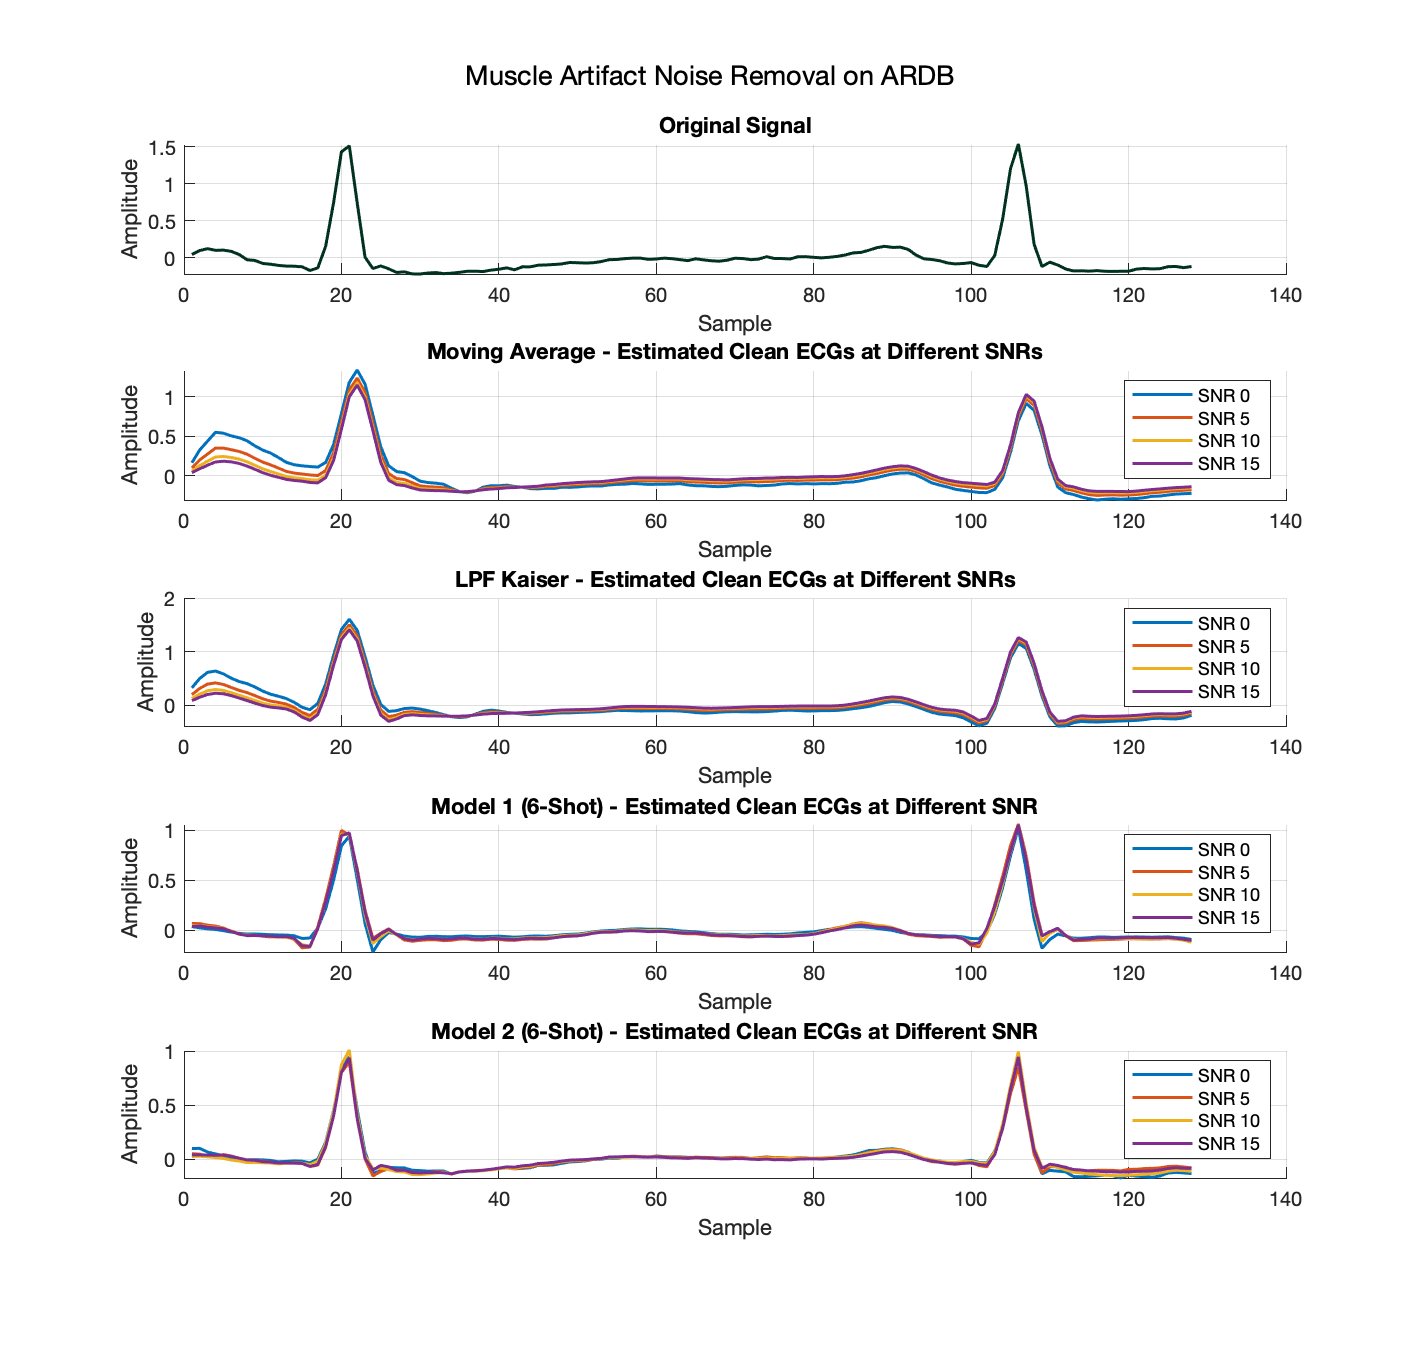 Muscle Artifact Noise Removal on ARDB
Original Signal
Amplitude
1.5
1
0.5
0
0 20 40 60 80 100 120 140
Sample
Moving Average - Estimated Clean ECGs at Different SNRs
Amplitude
1
0.5
0
SNR 0
SNR 5
SNR 10
SNR 15
0 20 40 60 80 100 120 140
Sample
LPF Kaiser - Estimated Clean ECGs at Different SNRs
Amplitude
2
1
0
SNR 0
SNR 5
SNR 10
SNR 15
0 20 40 60 80 100 120 140
Sample
Model 1 (6-Shot) - Estimated Clean ECGs at Different SNR
Amplitude
1
0.5
0
SNR 0
SNR 5
SNR 10
SNR 15
0 20 40 60 80 100 120 140
Sample
Model 2 (6-Shot) - Estimated Clean ECGs at Different SNR
Amplitude
1
0.5
0
SNR 0
SNR 5
SNR 10
SNR 15
0 20 40 60 80 100 120 140
Sample